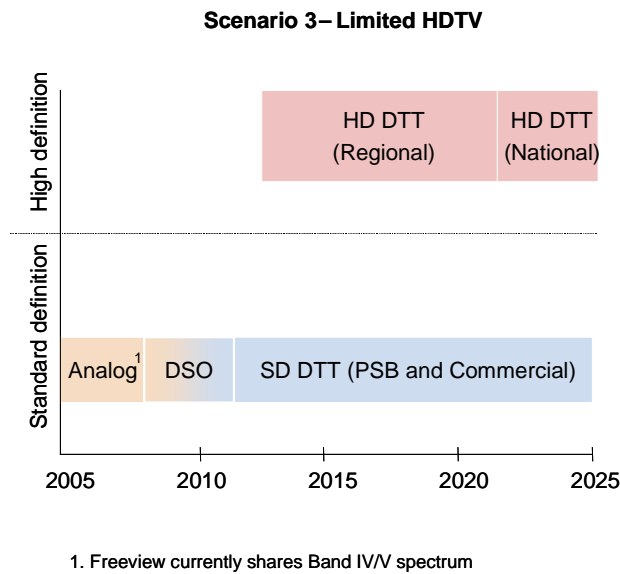 Scenario 3– Limited HDTV
High definition
HD DTT
(Regional)
HD DTT
(National)
Standard definition
Analog1
DSO
SD DTT (PSB and Commercial)
2005 2010 2015 2020 2025
1. Freeview currently shares Band IV/V spectrum